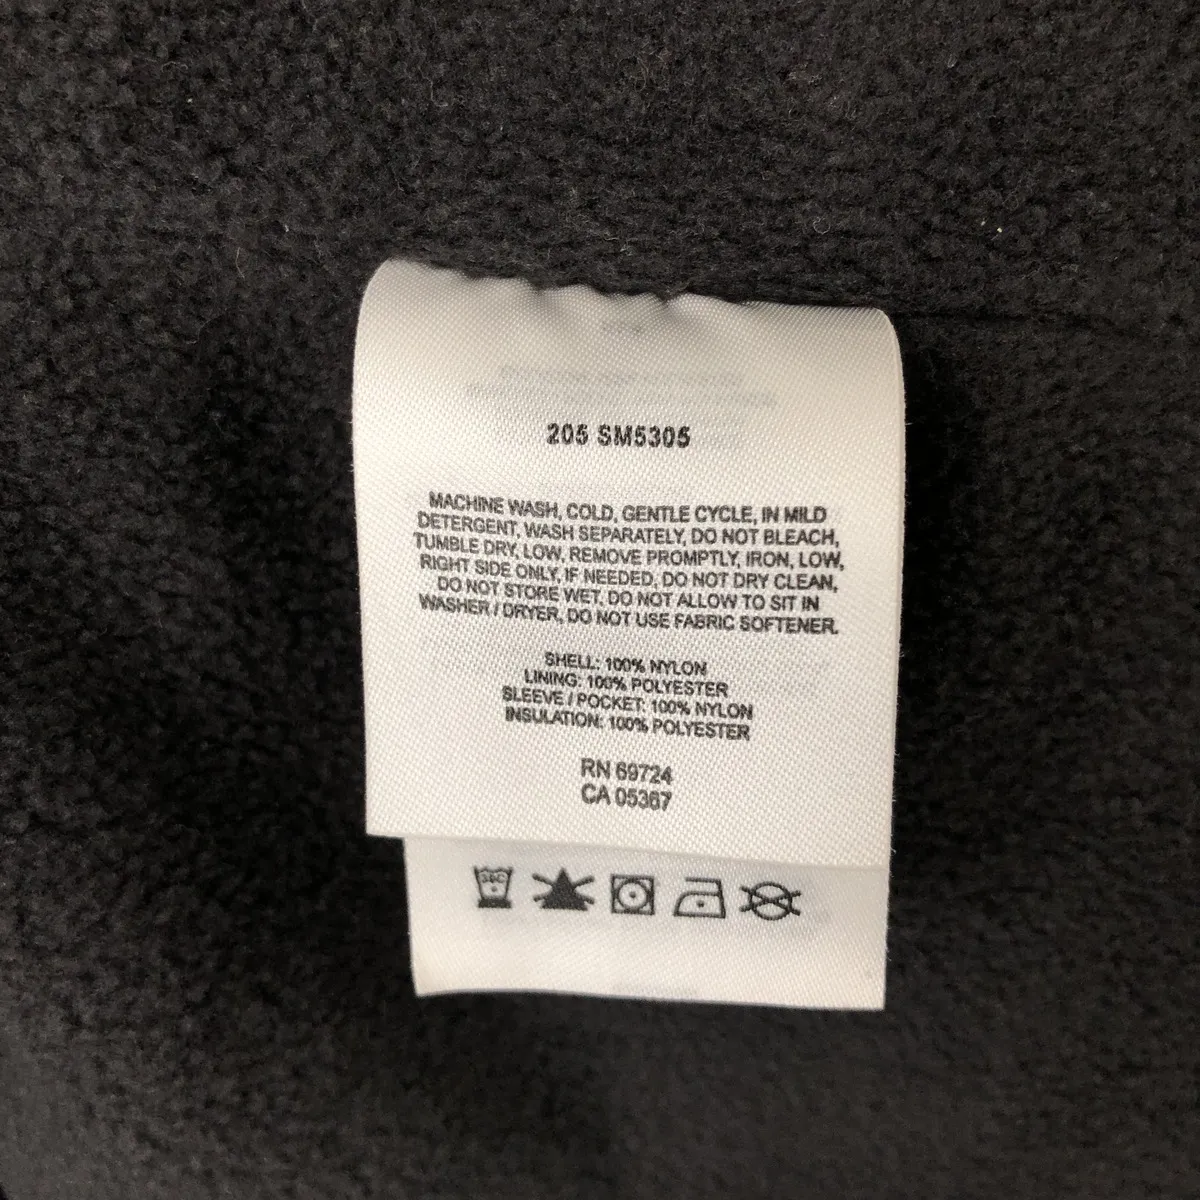 205 SM5305
MACHINE WASH, COLD, GENTLE CYCLE, IN MILD
DETERGENT, WASH SEPARATELY, DO NOT BLEACH,
TUMBLE DRY, LOW, REMOVE PROMPTLY, IRON, LOW,
RIGHT SIDE ONLY, IF NEEDED, DO NOT DRY CLEAN,
DO NOT STORE WET, DO NOT ALLOW TO SIT IN
WASHER / DRYER, DO NOT USE FABRIC SOFTENER.
SHELL: 100% NYLON
LINING: 100% POLYESTER
SLEEVE / POCKET: 100% NYLON
INSULATION: 100% POLYESTER
RN 69724
CA 05367